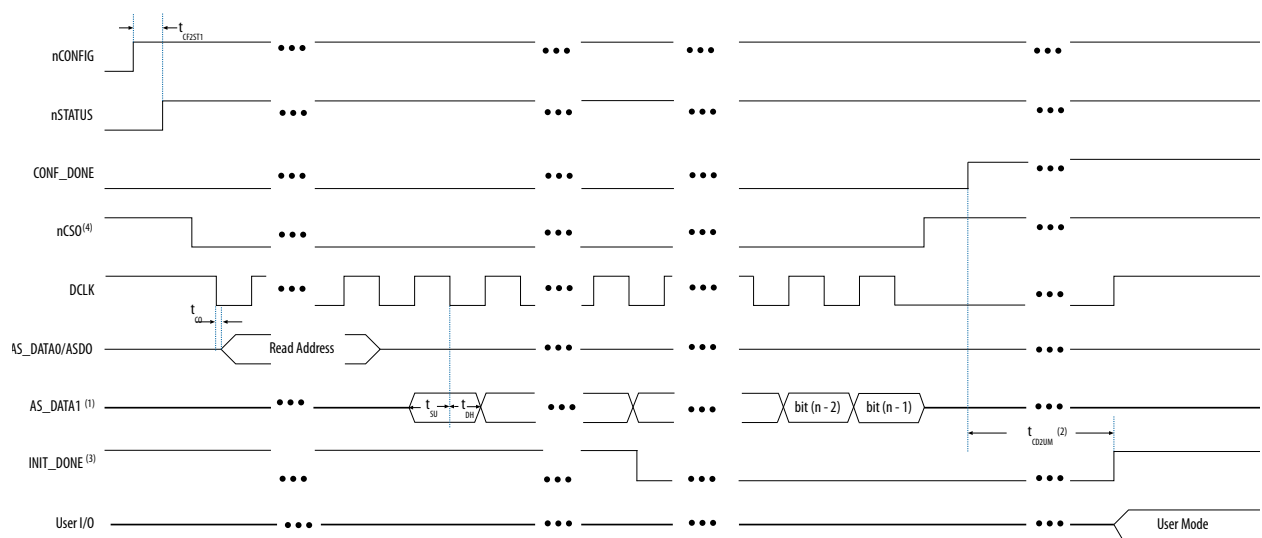 t CF2ST1
nCONFIG
nSTATUS
CONF_DONE
nCSO (4)
DCLK
t CO
AS_DATA0/ASDO
Read Address
AS_DATA1 (1)
t SU
t DH
bit (n - 2)
bit (n - 1)
t CD2UM (2)
INIT_DONE (3)
User I/O
User Mode